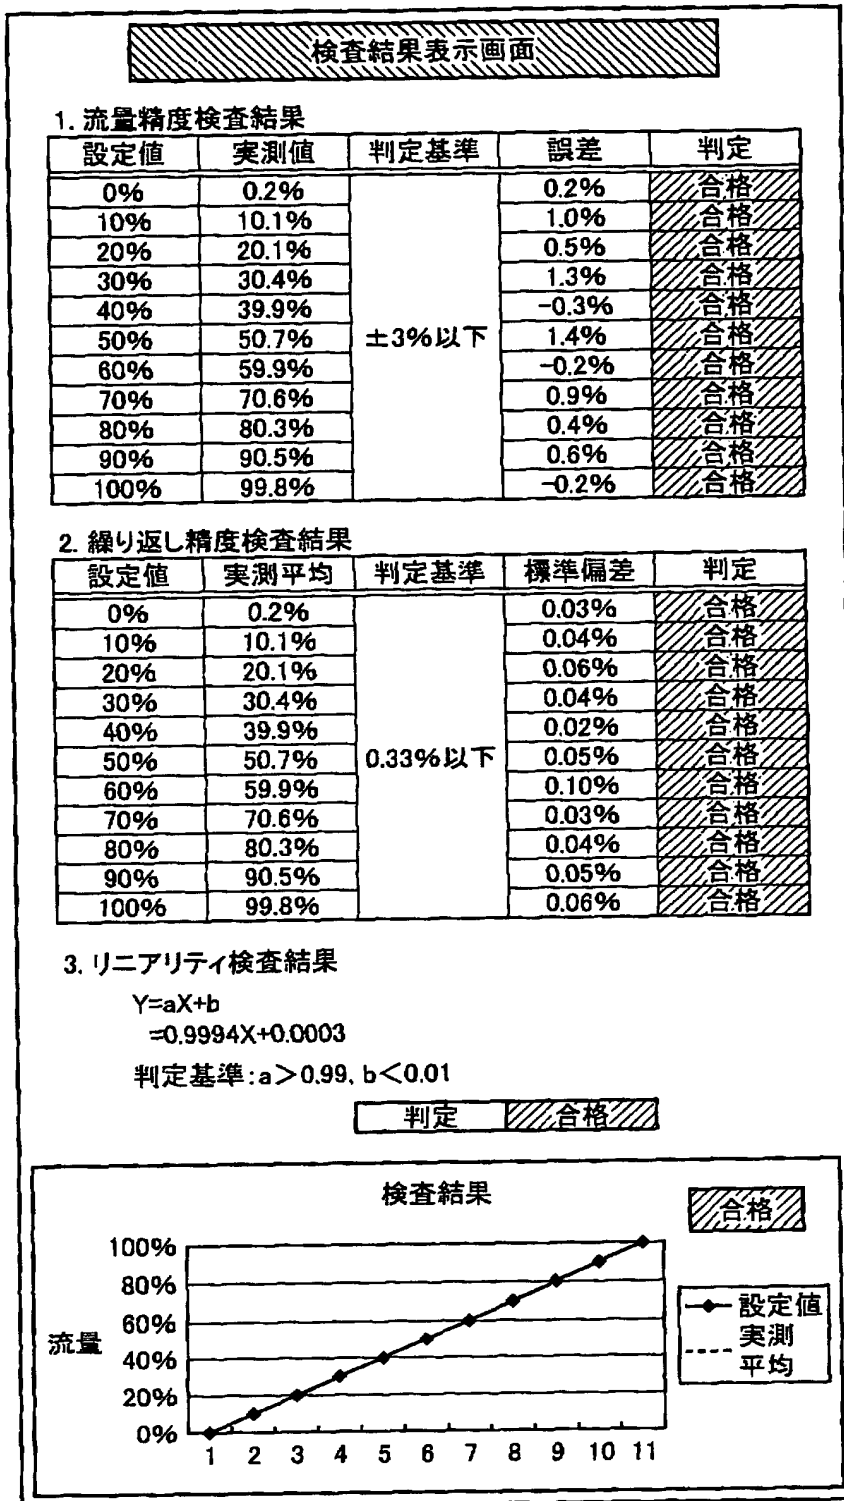 検査結果表示画面
1. 流量精度検査結果
設定値 実測値 判定基準 誤差 判定
0% 0.2% 0.2% 合格
10% 10.1% 1.0% 合格
20% 20.1% 0.5% 合格
30% 30.4% 1.3% 合格
40% 39.9% -0.3% 合格
50% 50.7% ±3%以下 1.4% 合格
60% 59.9% -0.2% 合格
70% 70.6% 0.9% 合格
80% 80.3% 0.4% 合格
90% 90.5% 0.6% 合格
100% 99.8% -0.2% 合格
2. 繰り返し精度検査結果
設定値 実測平均 判定基準 標準偏差 判定
0% 0.2% 0.03% 合格
10% 10.1% 0.04% 合格
20% 20.1% 0.06% 合格
30% 30.4% 0.04% 合格
40% 39.9% 0.02% 合格
50% 50.7% 0.33%以下 0.05% 合格
60% 59.9% 0.10% 合格
70% 70.6% 0.03% 合格
80% 80.3% 0.04% 合格
90% 90.5% 0.05% 合格
100% 99.8% 0.06% 合格
3. リニアリティ検査結果
Y=aX+b
=0.9994X+0.0003
判定基準:a>0.99, b<0.01
判定 合格
検査結果
合格
流量
100%
80%
60%
40%
20%
0%
1 2 3 4 5 6 7 8 9 10 11
設定値
実測
平均